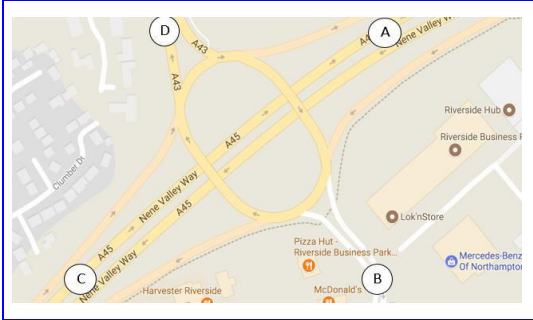 D
A
A43
Nene Valley Way
A43
Riverside Hub
Riverside Business
A45
Clumber Dr
Nene Valley Way
A45
Lok'nStore
Pizza Hut -
Riverside Business Park...
A45
Mercedes-Benz
Of Northampton
C
B
Nene Valley Way
Harvester Riverside
McDonald's